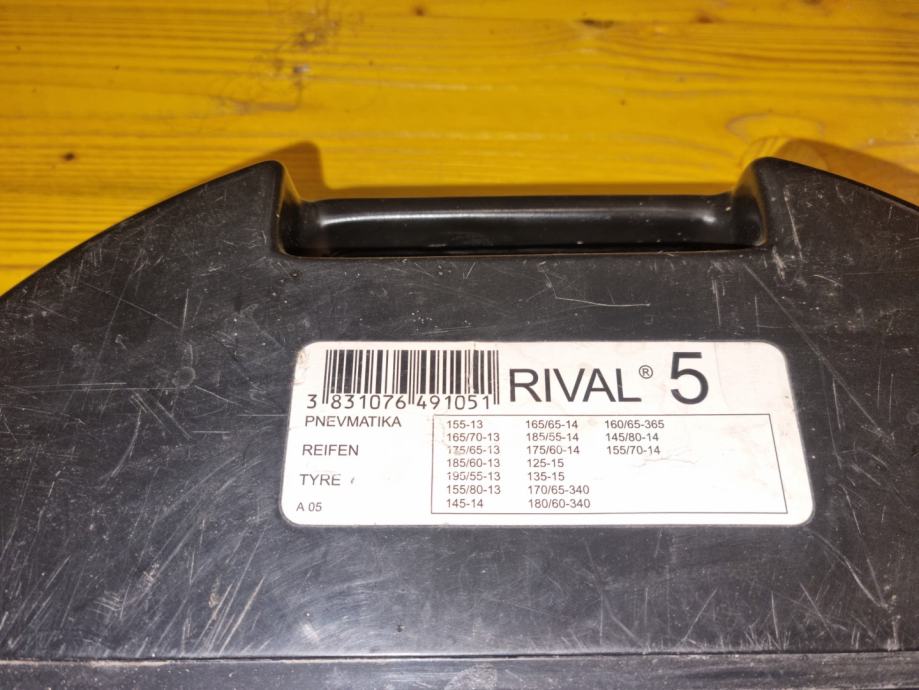 RIVAL® 5
3 831076 491051
PNEVMATIKA
REIFEN
TYRE
A 05
155-13 165/65-14 160/65-365
165/70-13 185/55-14 145/80-14
175/65-13 175/60-14 155/70-14
185/60-13 125-15
195/55-13 135-15
155/80-13 170/65-340
145-14 180/60-340